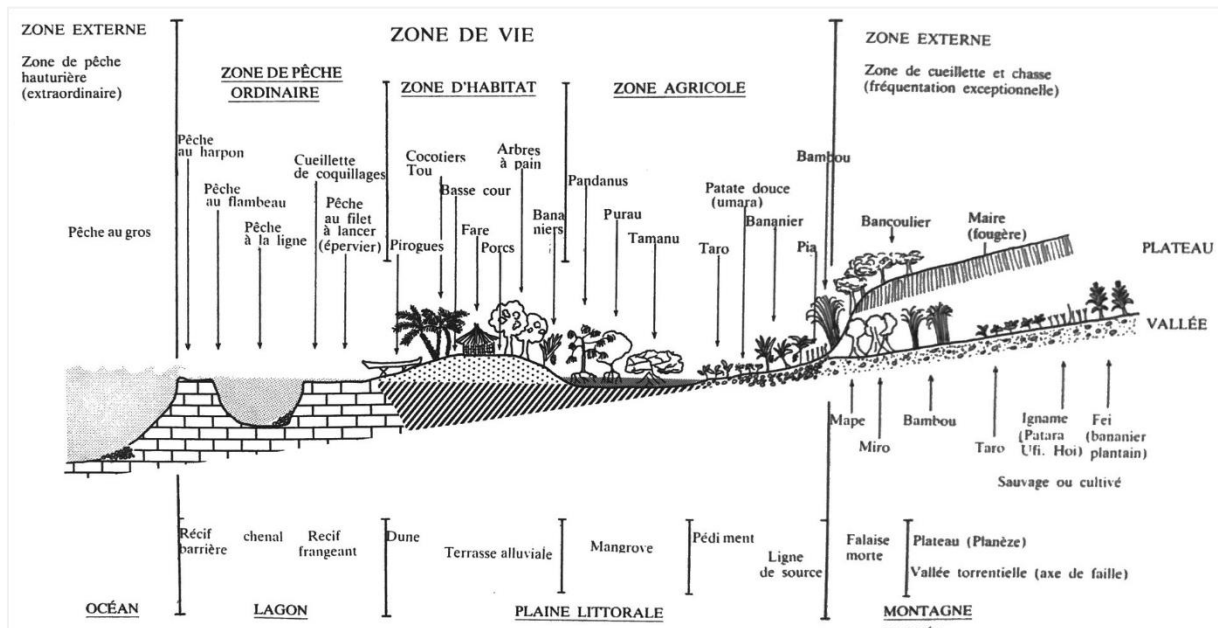 ZONE EXTERNE
Zone de pêche
hauturière
(extraordinaire)
ZONE DE VIE
ZONE DE PÊCHE
ORDINAIRE
ZONE D'HABITAT
ZONE AGRICOLE
ZONE EXTERNE
Zone de cueillette et chasse
(fréquentation exceptionnelle)
Pêche au gros
Pêche
au harpon
Pêche
au flambeau
Pêche
à la ligne
Cueillette
de coquillages
Pêche
au filet
à lancer
(épervier)
Pirogues
Cocotiers
Tou
Basse cour
Fare
Porcs
Arbres
à pain
Bana
niers
Pandanus
Purau
Tamanu
Taro
Patate douce
(umara)
Bananier
Pia
Bambou
Bancoulier
Maire
(fougère)
PLATEAU
VALLÉE
Mape
Miro
Bambou
Taro
Igname
(Patara
Ufi. Hoi)
Fei
(bananier
plantain)
Sauvage ou cultivé
Récif
barrière
chenal
Recif
frangeant
Dune
Terrasse alluviale
Mangrove
Pédi ment
Ligne
de source
Falaise
morte
Plateau (Planèze)
Vallée torrentielle (axe de faille)
OCÉAN
LAGON
PLAINE LITTORALE
MONTAGNE